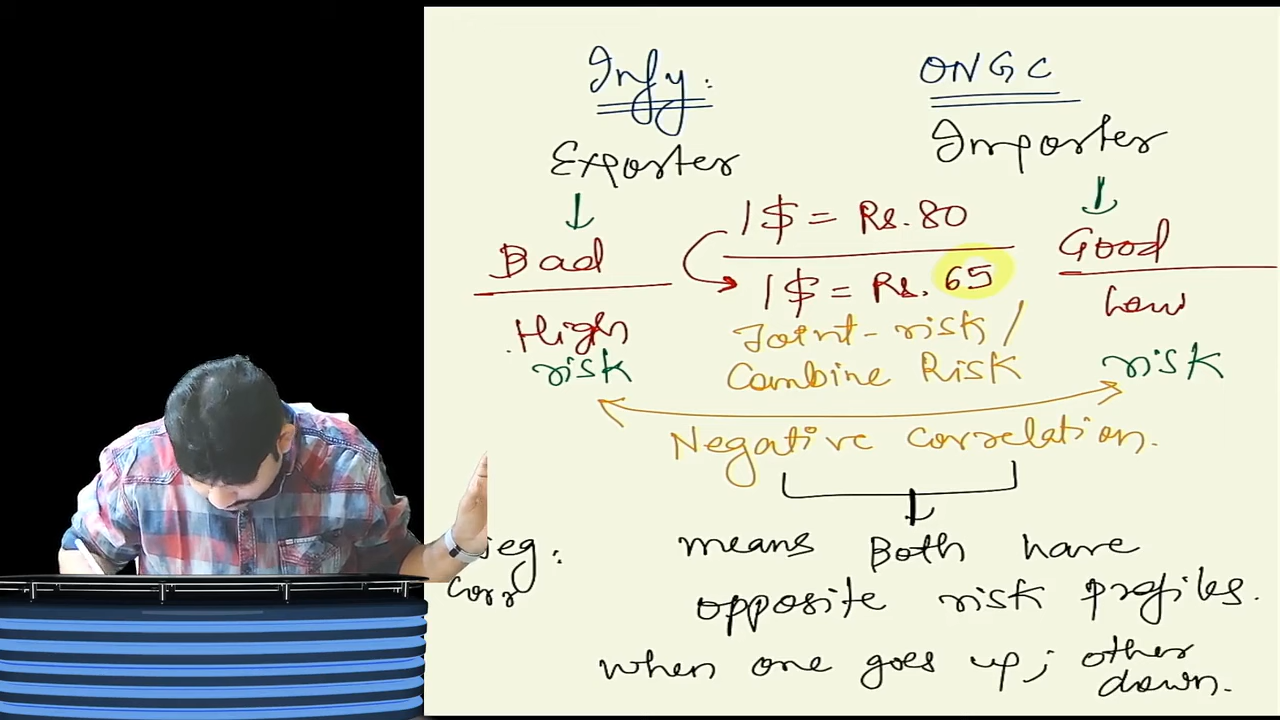 Infy:
ONGC
Exporter
Importer
↓
↓
Bad
1$ = Rs. 80
Good
1$ = Rs. 65
High
risk
Low
risk
Joint-risk /
Combine Risk
Negative correlation.
means Both have
opposite risk profiles.
when one goes up; other
down.
Corr